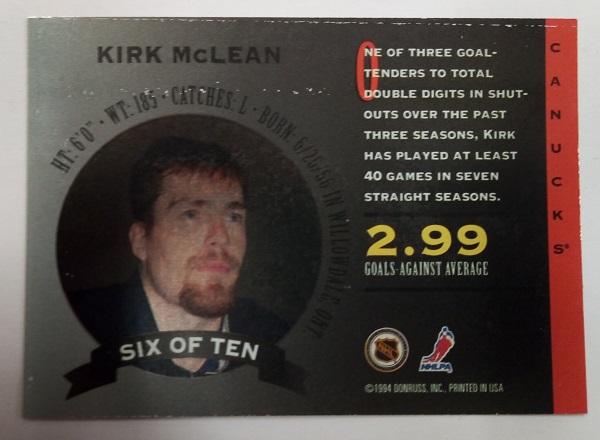 KIRK McLEAN
HT: 6'0" • WT: 185 • CATCHES: L • BORN: 6/26/66 IN WILLOWDALE, ONT
SIX OF TEN
ONE OF THREE GOAL-
TENDERS TO TOTAL
DOUBLE DIGITS IN SHUT-
OUTS OVER THE PAST
THREE SEASONS, KIRK
HAS PLAYED AT LEAST
40 GAMES IN SEVEN
STRAIGHT SEASONS.
2.99
GOALS-AGAINST AVERAGE
NHL
NHLPA
©1994 DONRUSS, INC., PRINTED IN USA
CANUCKS®